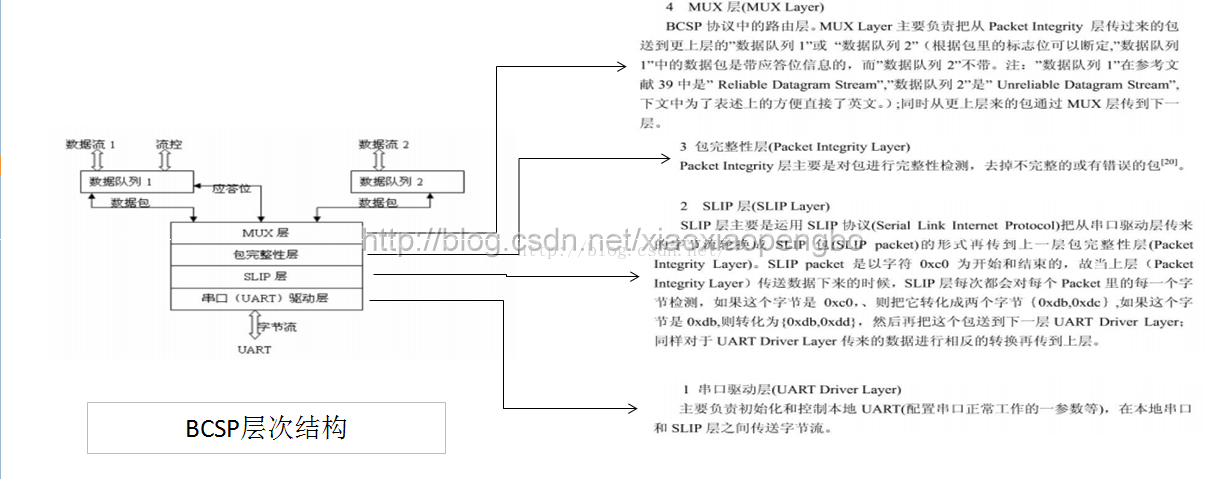 数据流 1
流控
数据流 2
数据队列 1
数据队列 2
应答位
数据包
数据包
MUX 层
包完整性层
SLIP 层
串口（UART）驱动层
字节流
UART
BCSP层次结构
4 MUX 层(MUX Layer)
BCSP 协议中的路由层。MUX Layer 主要负责把从 Packet Integrity 层传过来的包
送到更上层的”数据队列 1”或 “数据队列 2”（根据包里的标志位可以断定,”数据队列
1”中的数据包是带应答位信息的，而”数据队列 2”不带。注：”数据队列 1”在参考文
献 39 中是” Reliable Datagram Stream”,”数据队列 2”是” Unreliable Datagram Stream”,
下文中为了表述上的方便直接了英文。）;同时从更上层来的包通过 MUX 层传到下一
层。
3 包完整性层(Packet Integrity Layer)
Packet Integrity 层主要是对包进行完整性检测，去掉不完整的或有错误的包[20]。
2 SLIP 层(SLIP Layer)
SLIP 层主要是运用 SLIP 协议(Serial Link Internet Protocol)把从串口驱动层传来
的字节流轮换成 SLIP 包(SLIP packet)的形式再传到上一层包完整性层(Packet
Integrity Layer)。SLIP packet 是以字符 0xc0 为开始和结束的，故当上层（Packet
Integrity Layer）传送数据下来的时候，SLIP 层每次都会对每个 Packet 里的每一个字
节检测，如果这个字节是 0xc0，、则把它转化成两个字节｛0xdb,0xdc｝,如果这个字
节是 0xdb,则转化为{0xdb,0xdd}，然后再把这个包送到下一层 UART Driver Layer；
同样对于 UART Driver Layer 传来的数据进行相反的转换再传到上层。
1 串口驱动层(UART Driver Layer)
主要负责初始化和控制本地 UART(配置串口正常工作的一参数等)，在本地串口
和 SLIP 层之间传送字节流。
http://blog.csdn.net/xiaoxiaopengbo
http://blog.csdn.net/